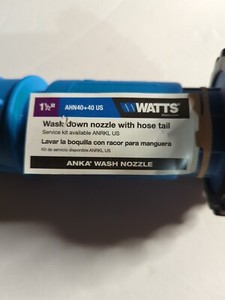 1½" AHN40+40 US WATTS
Wash down nozzle with hose tail
Service kit available ANRKL US
Lavar la boquilla con racor para manguera
Kit de servicio disponible ANRKL US
ANKA' WASH NOZZLE